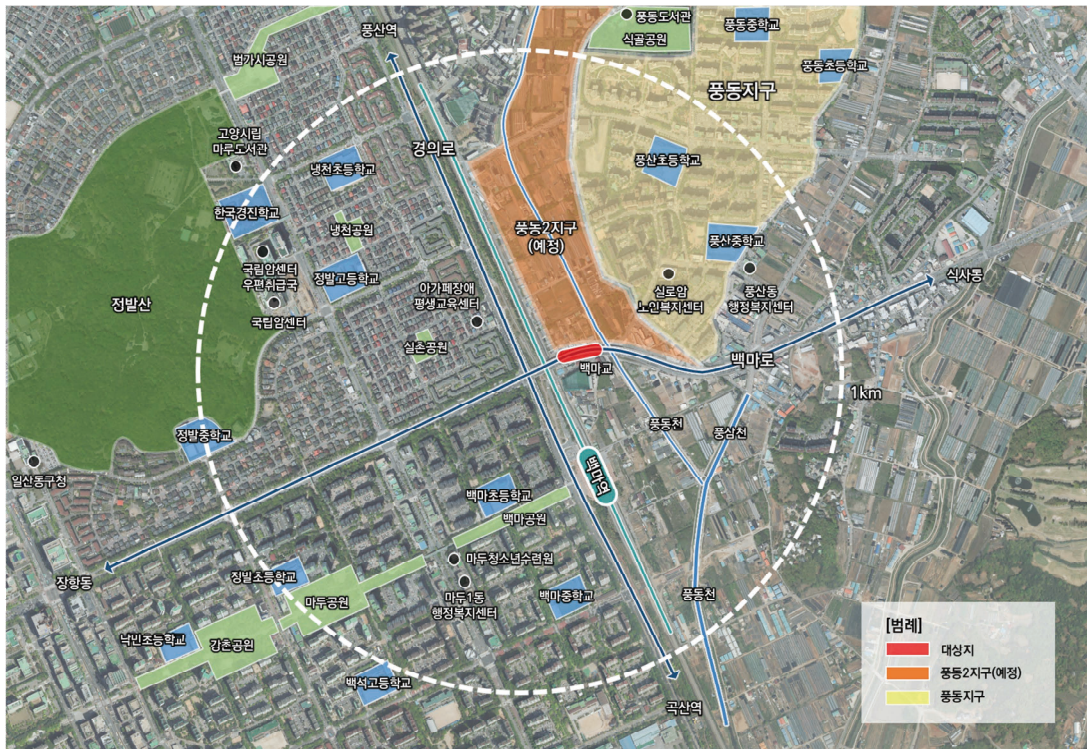 풍산역
풍동도서관
식골공원
풍동중학교
풍동초등학교
밤가시공원
풍동지구
고양시립
마루도서관
경의로
냉천초등학교
풍산초등학교
한국경진학교
냉천공원
풍동2지구
(예정)
풍산중학교
국립암센터
우편취급국
정발고등학교
아가페장애
평생교육센터
실로암
노인복지센터
풍산동
행정복지센터
식사동
정발산
국립암센터
실촌공원
백마교
백마로
1km
정발중학교
풍동천
풍삼천
일산동구청
백마역
백마초등학교
백마공원
장항동
정발초등학교
마두청소년수련원
마두공원
마두1동
행정복지센터
백마중학교
풍동천
낙민초등학교
강촌공원
백석고등학교
곡산역
[범례]
대상지
풍동2지구(예정)
풍동지구